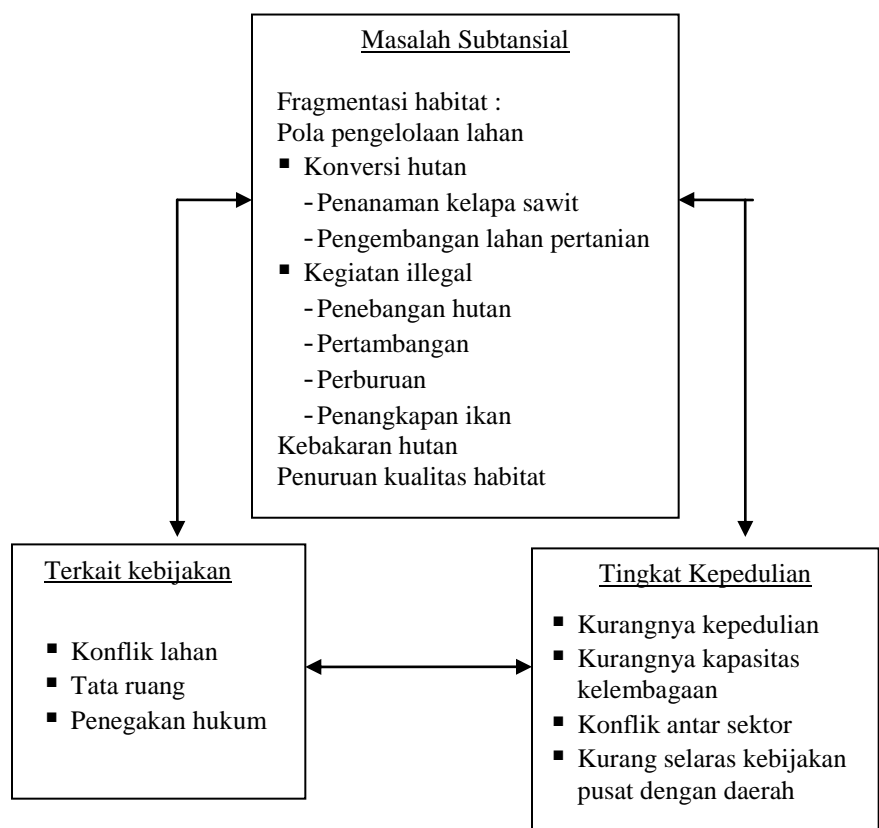 Masalah Subtansial
Fragmentasi habitat :
Pola pengelolaan lahan
▪ Konversi hutan
-Penanaman kelapa sawit
-Pengembangan lahan pertanian
▪ Kegiatan illegal
-Penebangan hutan
-Pertambangan
-Perburuan
-Penangkapan ikan
Kebakaran hutan
Penuruan kualitas habitat
Terkait kebijakan
▪ Konflik lahan
▪ Tata ruang
▪ Penegakan hukum
Tingkat Kepedulian
▪ Kurangnya kepedulian
▪ Kurangnya kapasitas
kelembagaan
▪ Konflik antar sektor
▪ Kurang selaras kebijakan
pusat dengan daerah